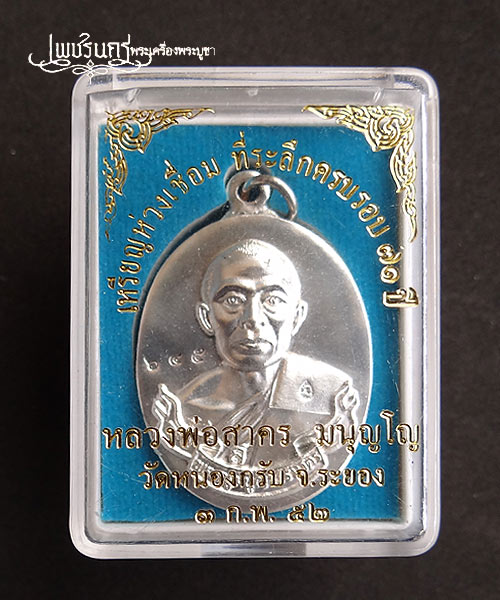 เพชรินทร์พระเครื่องพระบูชา
เหรียญห่วงเชื่อม ที่ระลึกครบรอบ ๗๑ ปี
๖๔๕
หลวงพ่อสาคร มนุญโญ
วัดหนองกรับ จ.ระยอง
๓ ก.พ. ๕๒